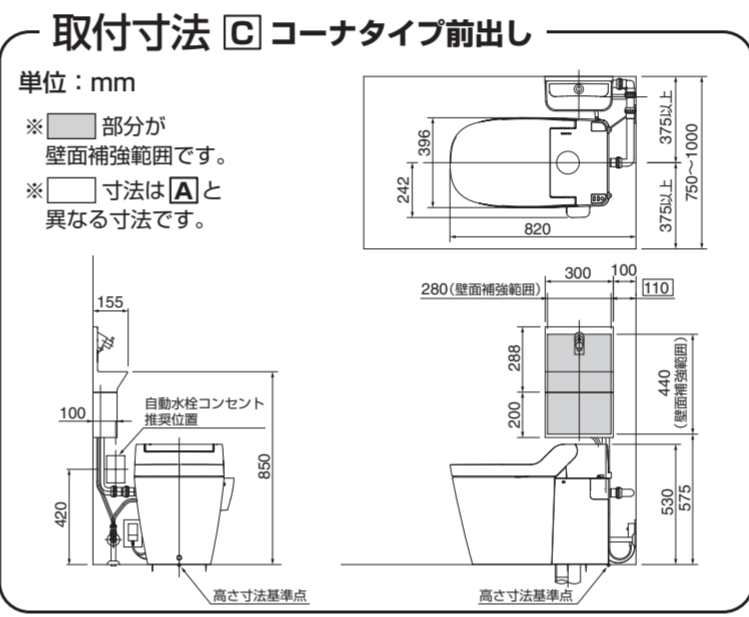 取付寸法 C コーナタイプ前出し
単位：mm
※ 部分が
壁面補強範囲です。
※ 寸法は A と
異なる寸法です。
396
242
820
375以上
375以上
750～1000
155
100
自動水栓コンセント
推奨位置
420
850
高さ寸法基準点
300
100
280(壁面補強範囲)
110
288
200
440
(壁面補強範囲)
530
575
高さ寸法基準点